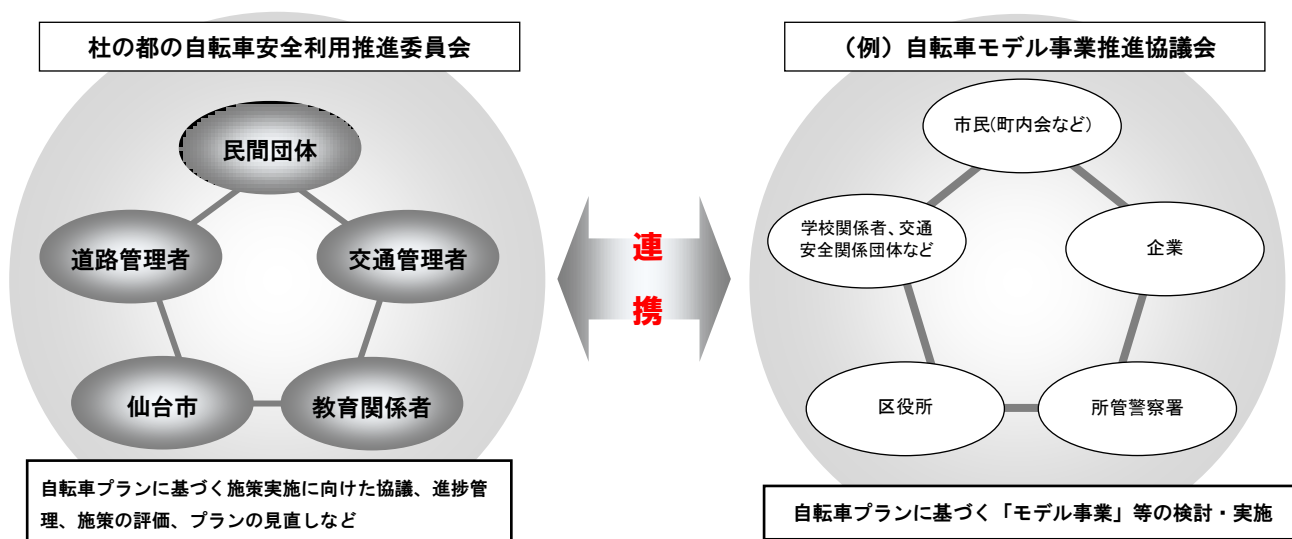 杜の都の自転車安全利用推進委員会
民間団体
道路管理者
交通管理者
仙台市
教育関係者
自転車プランに基づく施策実施に向けた協議、進捗管
理、施策の評価、プランの見直しなど
連
携
（例）自転車モデル事業推進協議会
市民(町内会など)
学校関係者、交通
安全関係団体など
企業
区役所
所管警察署
自転車プランに基づく「モデル事業」等の検討・実施